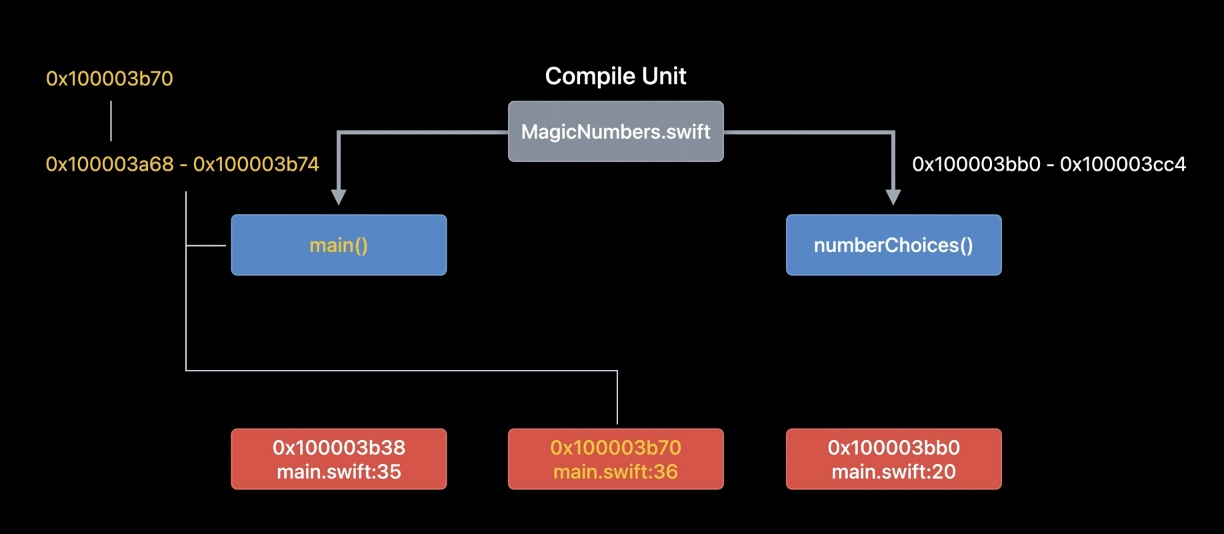 0x100003b70
Compile Unit
MagicNumbers.swift
0x100003a68 - 0x100003b74
0x100003bb0 - 0x100003cc4
main()
numberChoices()
0x100003b38
main.swift:35
0x100003b70
main.swift:36
0x100003bb0
main.swift:20